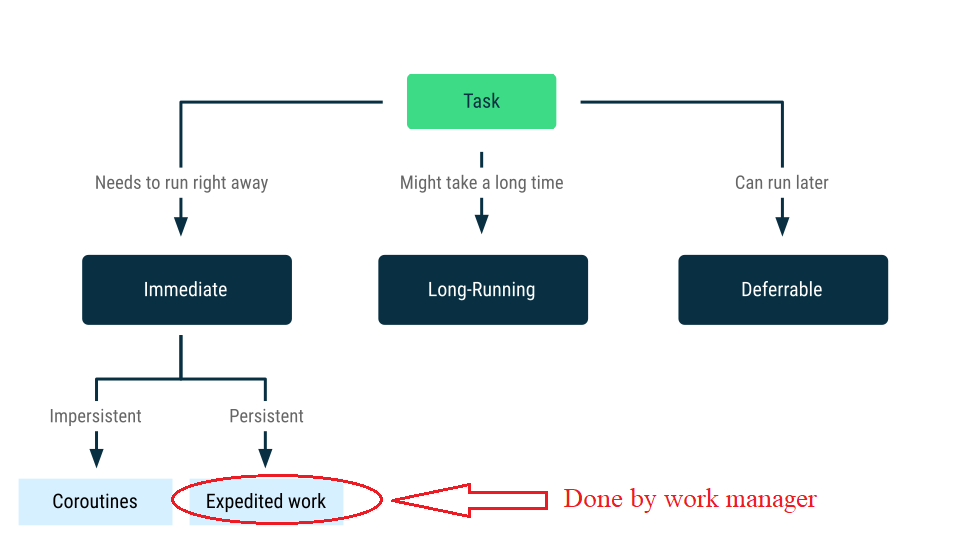 Task
Needs to run right away
Might take a long time
Can run later
Immediate
Long-Running
Deferrable
Impersistent
Persistent
Coroutines
Expedited work
Done by work manager